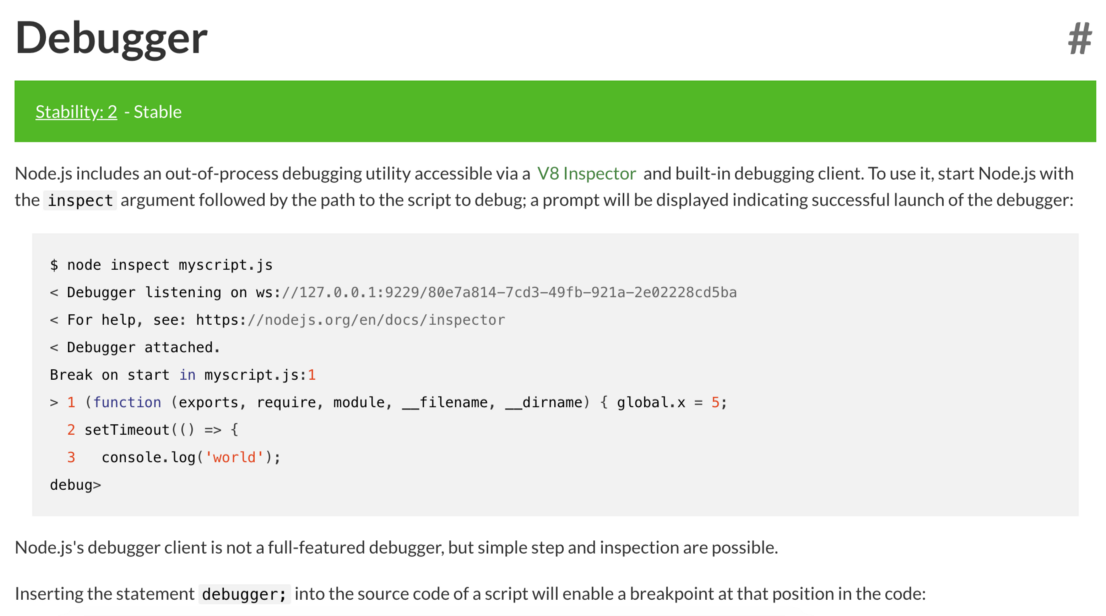 Debugger #
Stability: 2 - Stable
Node.js includes an out-of-process debugging utility accessible via a V8 Inspector and built-in debugging client. To use it, start Node.js with
the inspect argument followed by the path to the script to debug; a prompt will be displayed indicating successful launch of the debugger:
$ node inspect myscript.js
< Debugger listening on ws://127.0.0.1:9229/80e7a814-7cd3-49fb-921a-2e02228cd5ba
< For help, see: https://nodejs.org/en/docs/inspector
< Debugger attached.
Break on start in myscript.js:1
> 1 (function (exports, require, module, __filename, __dirname) { global.x = 5;
  2 setTimeout(() => {
  3   console.log('world');
debug>
Node.js's debugger client is not a full-featured debugger, but simple step and inspection are possible.
Inserting the statement debugger; into the source code of a script will enable a breakpoint at that position in the code: